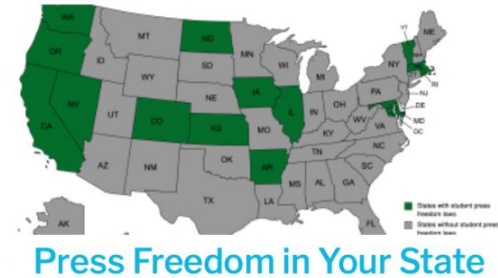 WA
OR
CA
NV
ID
MT
WY
UT
AZ
CO
NM
ND
SD
NE
KS
OK
TX
MN
IA
MO
AR
LA
WI
IL
MI
IN
OH
KY
TN
MS
AL
GA
FL
SC
NC
VA
WV
PA
NY
VT
ME
RI
NJ
DE
MD
DC
AK
States with student press
freedom laws
States without student press
freedom laws
Press Freedom in Your State